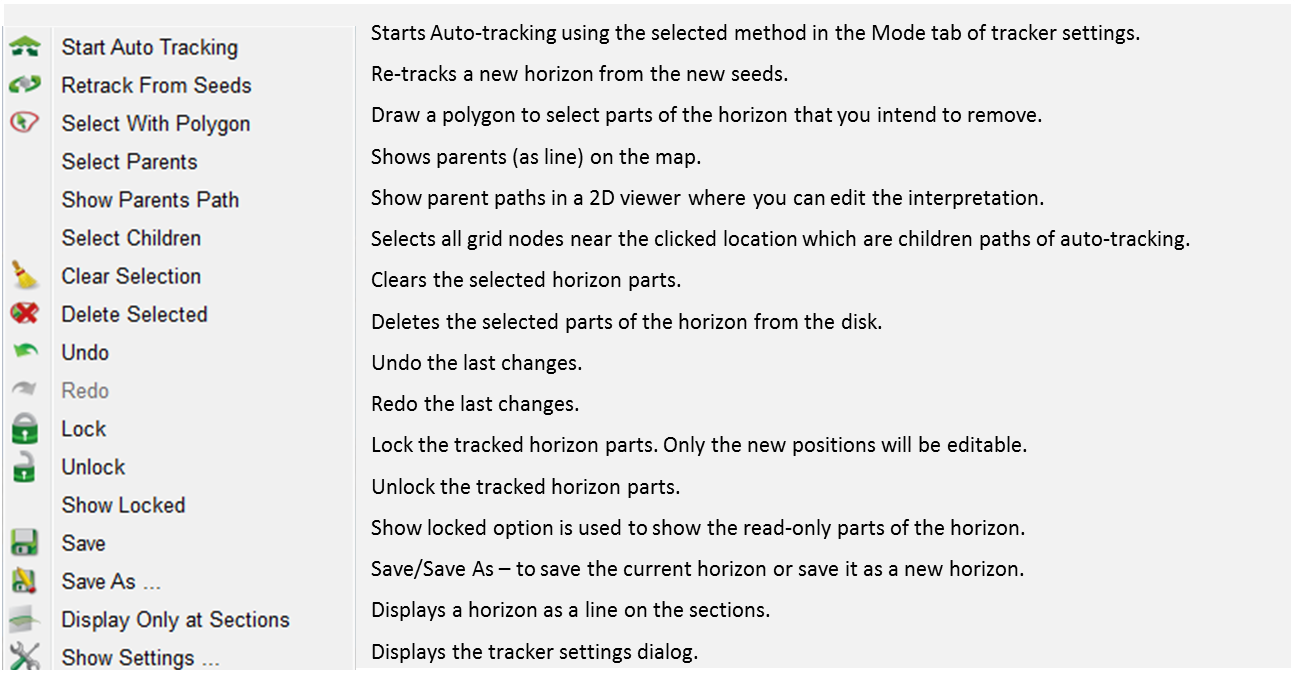 Start Auto Tracking
Starts Auto-tracking using the selected method in the Mode tab of tracker settings.
Retrack From Seeds
Re-tracks a new horizon from the new seeds.
Select With Polygon
Draw a polygon to select parts of the horizon that you intend to remove.
Select Parents
Shows parents (as line) on the map.
Show Parents Path
Show parent paths in a 2D viewer where you can edit the interpretation.
Select Children
Selects all grid nodes near the clicked location which are children paths of auto-tracking.
Clear Selection
Clears the selected horizon parts.
Delete Selected
Deletes the selected parts of the horizon from the disk.
Undo
Undo the last changes.
Redo
Redo the last changes.
Lock
Lock the tracked horizon parts. Only the new positions will be editable.
Unlock
Unlock the tracked horizon parts.
Show Locked
Show locked option is used to show the read-only parts of the horizon.
Save
Save As ...
Save/Save As – to save the current horizon or save it as a new horizon.
Display Only at Sections
Displays a horizon as a line on the sections.
Show Settings ...
Displays the tracker settings dialog.